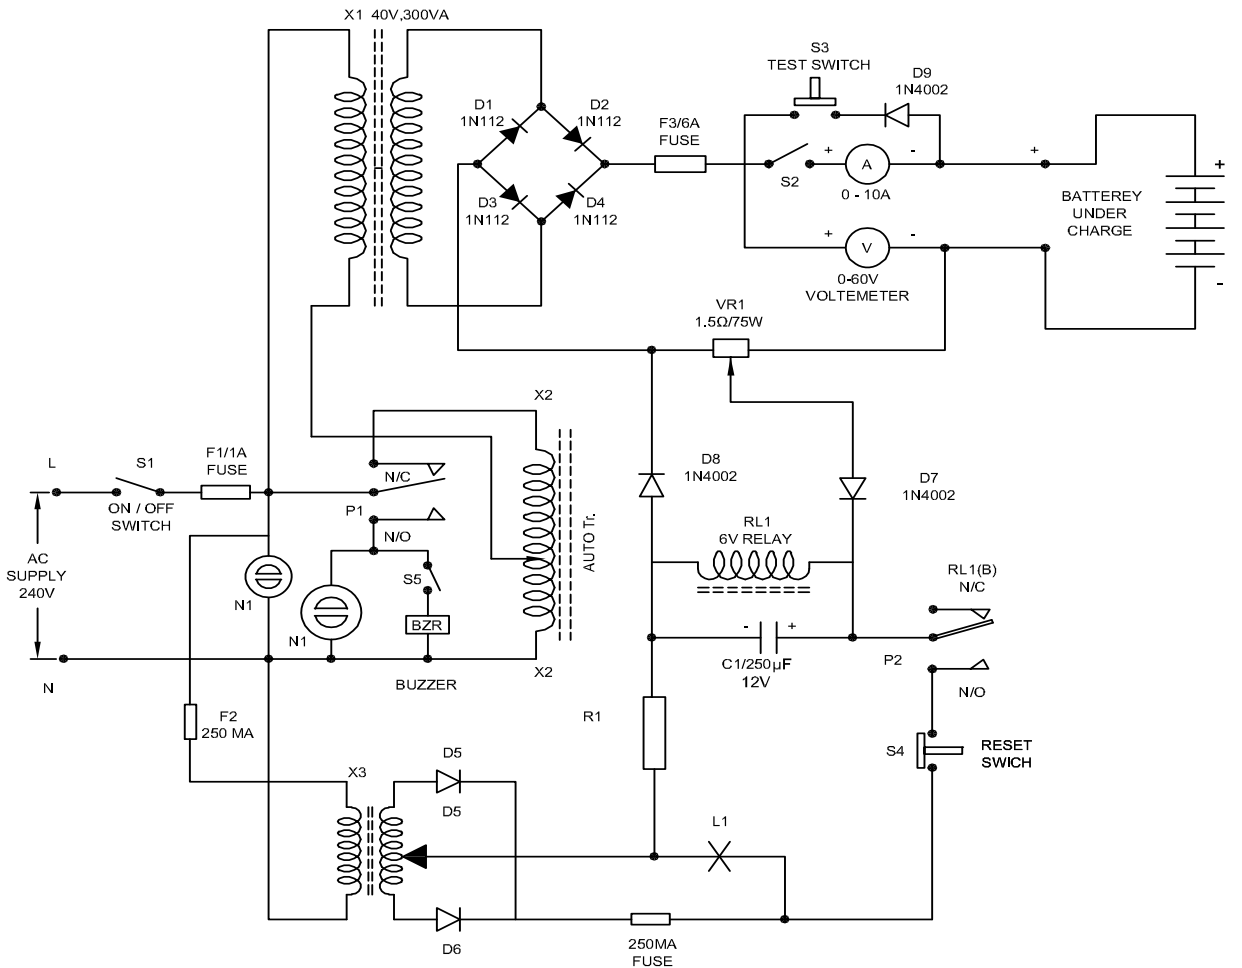 X1 40V,300VA
S3
TEST SWITCH
D9
1N4002
D1
1N112
D2
1N112
F3/6A
FUSE
+
-
+
S2
A
0 - 10A
D3
1N112
D4
1N112
BATTEREY
UNDER
CHARGE
+
-
+
V
-
0-60V
VOLTEMETER
VR1
1.5Ω/75W
X2
L
S1
F1/1A
FUSE
N/C
D8
1N4002
D7
1N4002
ON / OFF
SWITCH
P1
N/O
AUTO Tr.
RL1
6V RELAY
AC
SUPPLY
240V
N1
S5
RL1(B)
N/C
N1
BZR
-
+
P2
C1/250µF
12V
N
BUZZER
X2
N/O
F2
250 MA
R1
S4
RESET
SWICH
X3
D5
D5
L1
D6
250MA
FUSE